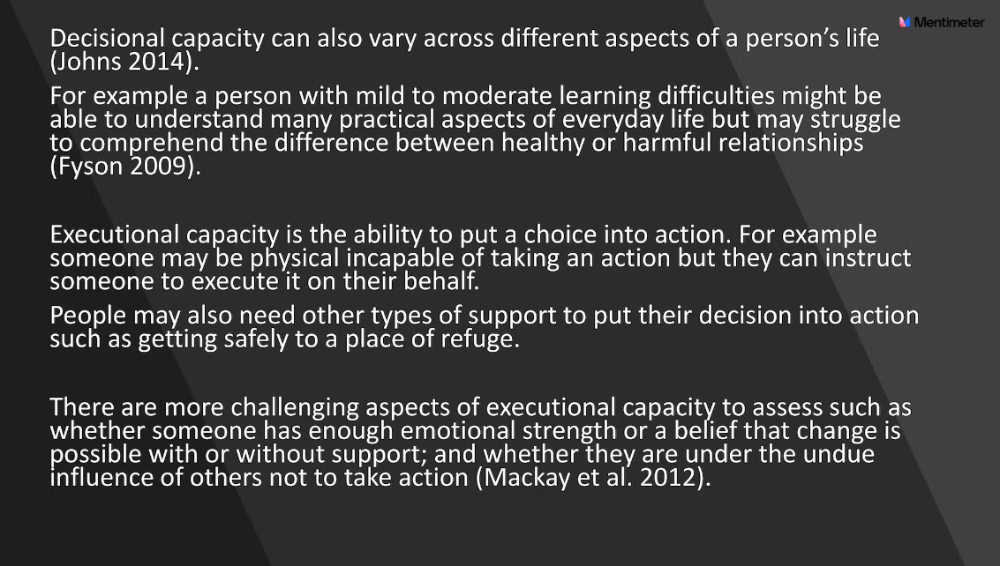 Mentimeter
Decisional capacity can also vary across different aspects of a person’s life
(Johns 2014).
For example a person with mild to moderate learning difficulties might be
able to understand many practical aspects of everyday life but may struggle
to comprehend the difference between healthy or harmful relationships
(Fyson 2009).
Executional capacity is the ability to put a choice into action. For example
someone may be physical incapable of taking an action but they can instruct
someone to execute it on their behalf.
People may also need other types of support to put their decision into action
such as getting safely to a place of refuge.
There are more challenging aspects of executional capacity to assess such as
whether someone has enough emotional strength or a belief that change is
possible with or without support; and whether they are under the undue
influence of others not to take action (Mackay et al. 2012).